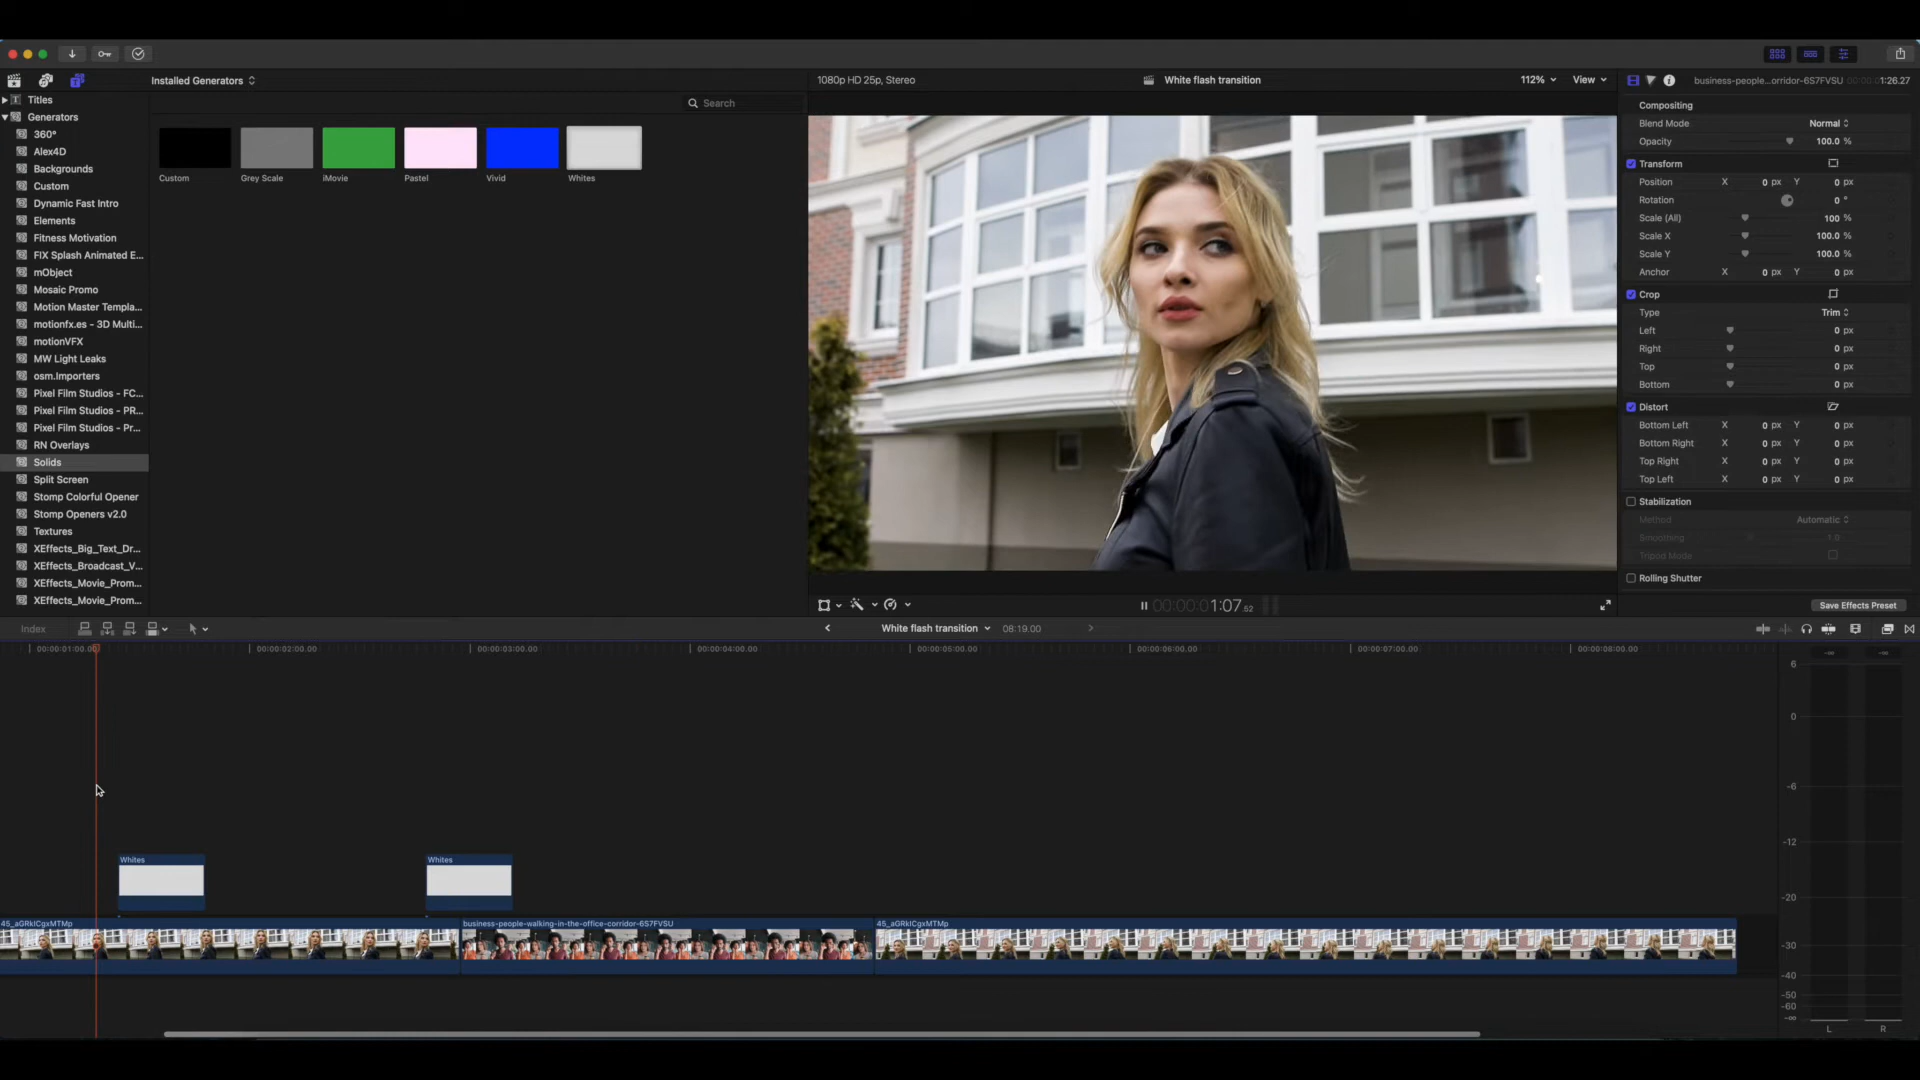 Installed Generators
1080p HD 25p, Stereo
White flash transition
112%
View
business-people...orridor-6S7FVSU
1:26.27
Titles
Generators
360°
Alex4D
Backgrounds
Custom
Dynamic Fast Intro
Elements
Fitness Motivation
FIX Splash Animated E...
mObject
Mosaic Promo
Motion Master Templa...
motionfx.es - 3D Multi...
motionVFX
MW Light Leaks
osm.Importers
Pixel Film Studios - FC...
Pixel Film Studios - PR...
Pixel Film Studios - Pr...
RN Overlays
Solids
Split Screen
Stomp Colorful Opener
Stomp Openers v2.0
Textures
XEffects_Big_Text_Dr...
XEffects_Broadcast_V...
XEffects_Movie_Prom...
XEffects_Movie_Prom...
Search
Custom
Grey Scale
iMovie
Pastel
Vivid
Whites
Compositing
Blend Mode Normal
Opacity 100.0 %
Transform
Position X 0 px Y 0 px
Rotation 0 °
Scale (All) 100 %
Scale X 100.0 %
Scale Y 100.0 %
Anchor X 0 px Y 0 px
Crop
Type Trim
Left 0 px
Right 0 px
Top 0 px
Bottom 0 px
Distort
Bottom Left X 0 px Y 0 px
Bottom Right X 0 px Y 0 px
Top Right X 0 px Y 0 px
Top Left X 0 px Y 0 px
Stabilization
Method Automatic
Smoothing 1.0
Tripod Mode
Rolling Shutter
Save Effects Preset
00:00:0 1:07.52
Index
White flash transition
08:19.00
00:00:01:00.00
00:00:02:00.00
00:00:03:00.00
00:00:04:00.00
00:00:05:00.00
00:00:06:00.00
00:00:07:00.00
00:00:08:00.00
Whites
Whites
business-people-walking-in-the-office-corridor-6S7FVSU
-∞ -∞
6
0
-6
-12
-20
-30
-40
-50
-60
-∞
L R